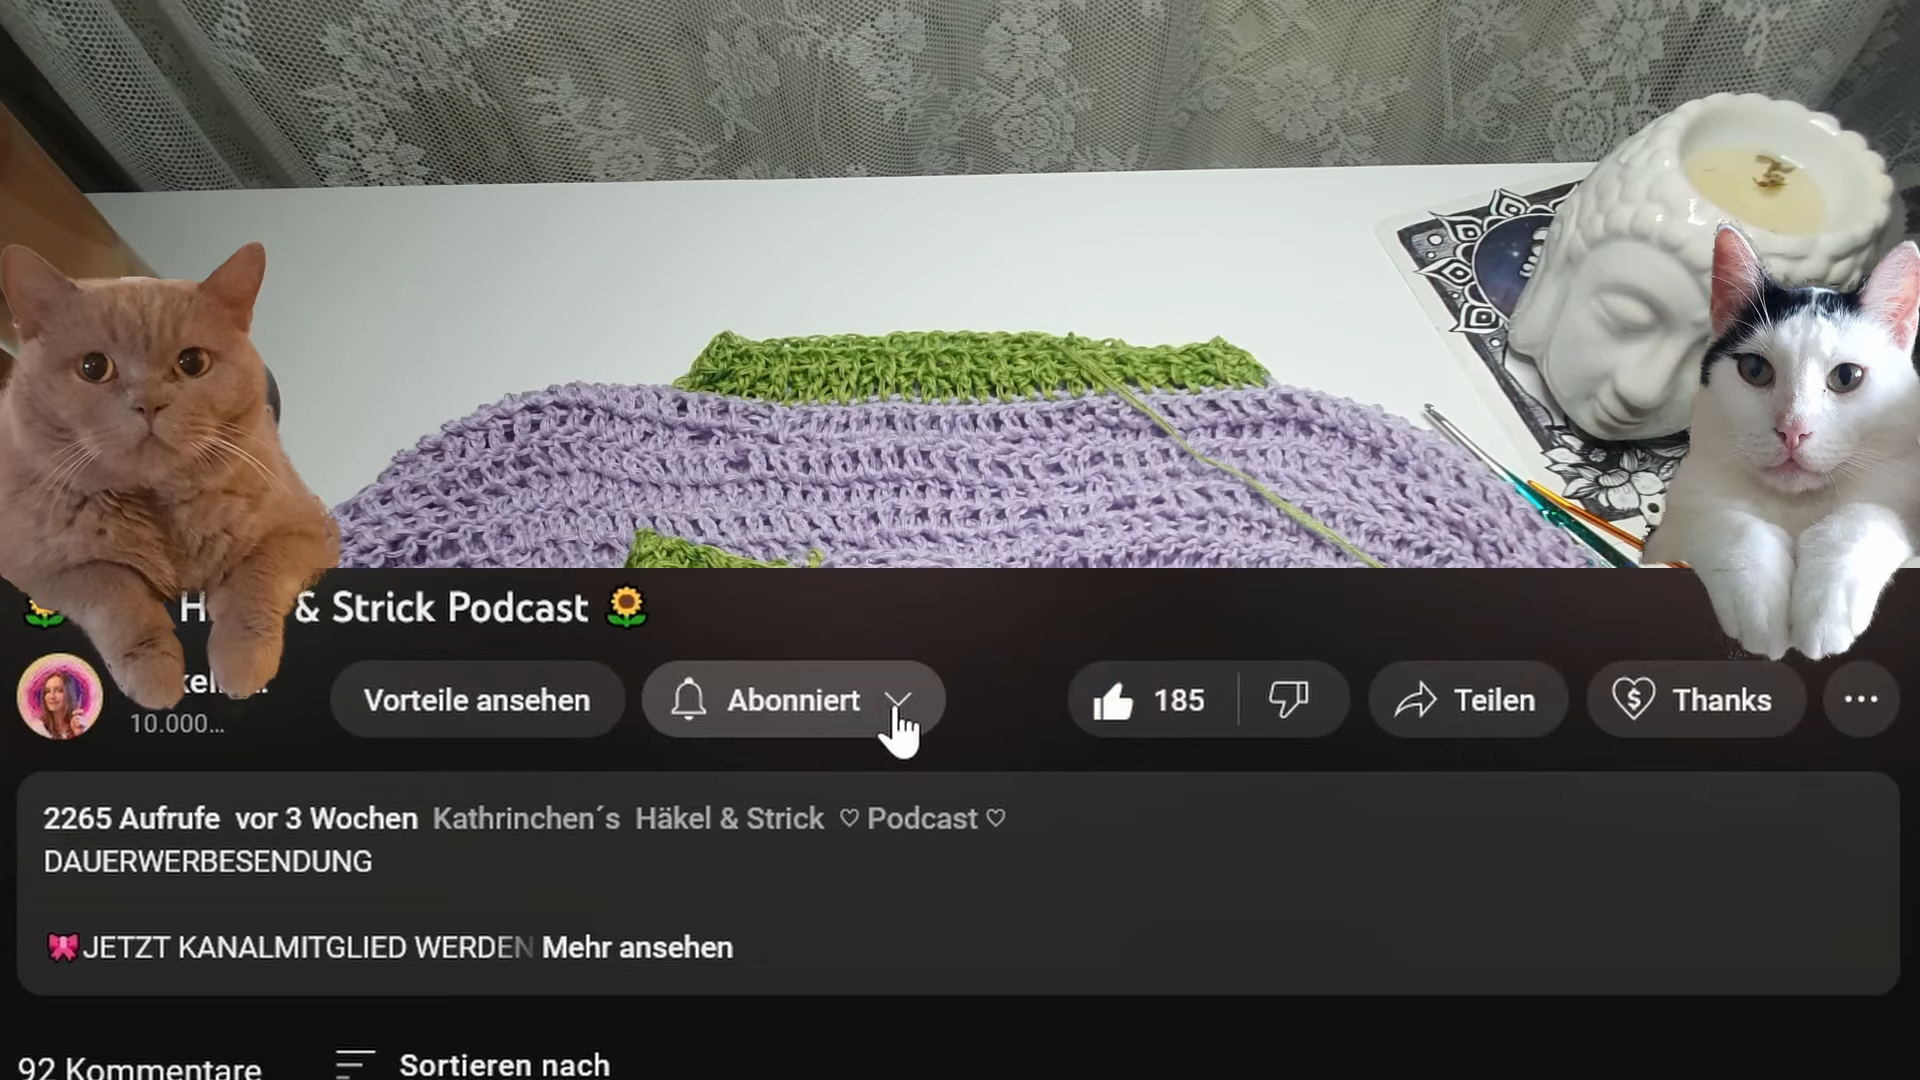 & Strick Podcast
10.000...
Vorteile ansehen
Abonniert
185
Teilen
Thanks
2265 Aufrufe vor 3 Wochen Kathrinchen´s Häkel & Strick ♡ Podcast ♡
DAUERWERBESENDUNG
JETZT KANALMITGLIED WERDEN Mehr ansehen
92 Kommentare
Sortieren nach